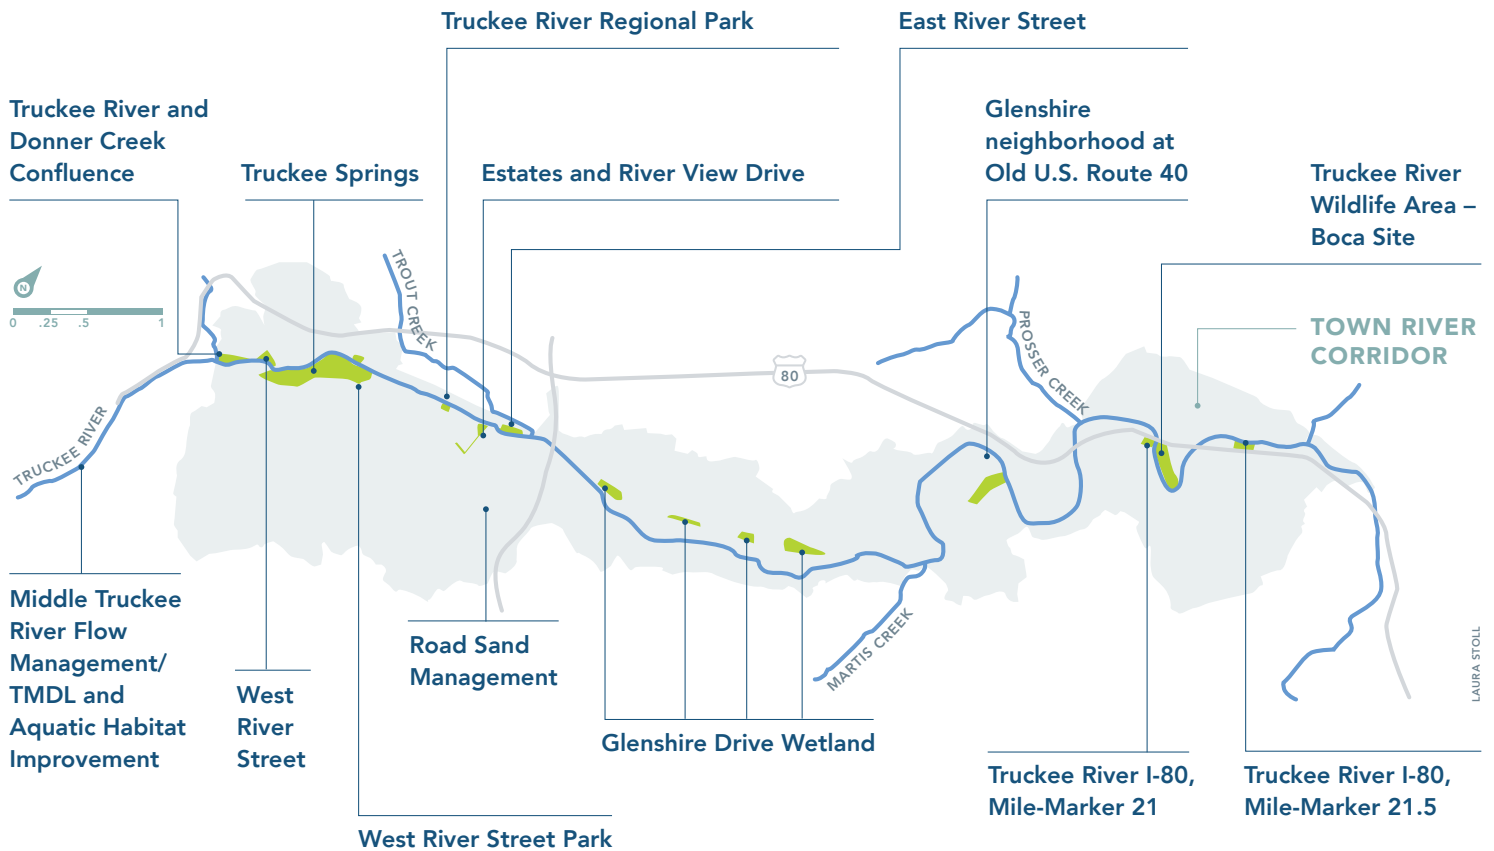 Truckee River Regional Park
East River Street
Truckee River and
Donner Creek
Confluence
Truckee Springs
Estates and River View Drive
Glenshire
neighborhood at
Old U.S. Route 40
Truckee River
Wildlife Area –
Boca Site
N
0 .25 .5 1
TROUT CREEK
PROSSER CREEK
TOWN RIVER
CORRIDOR
80
TRUCKEE RIVER
MARTIS CREEK
Middle Truckee
River Flow
Management/
TMDL and
Aquatic Habitat
Improvement
West
River
Street
West River Street Park
Road Sand
Management
Glenshire Drive Wetland
Truckee River I-80,
Mile-Marker 21
Truckee River I-80,
Mile-Marker 21.5
LAURA STOLL